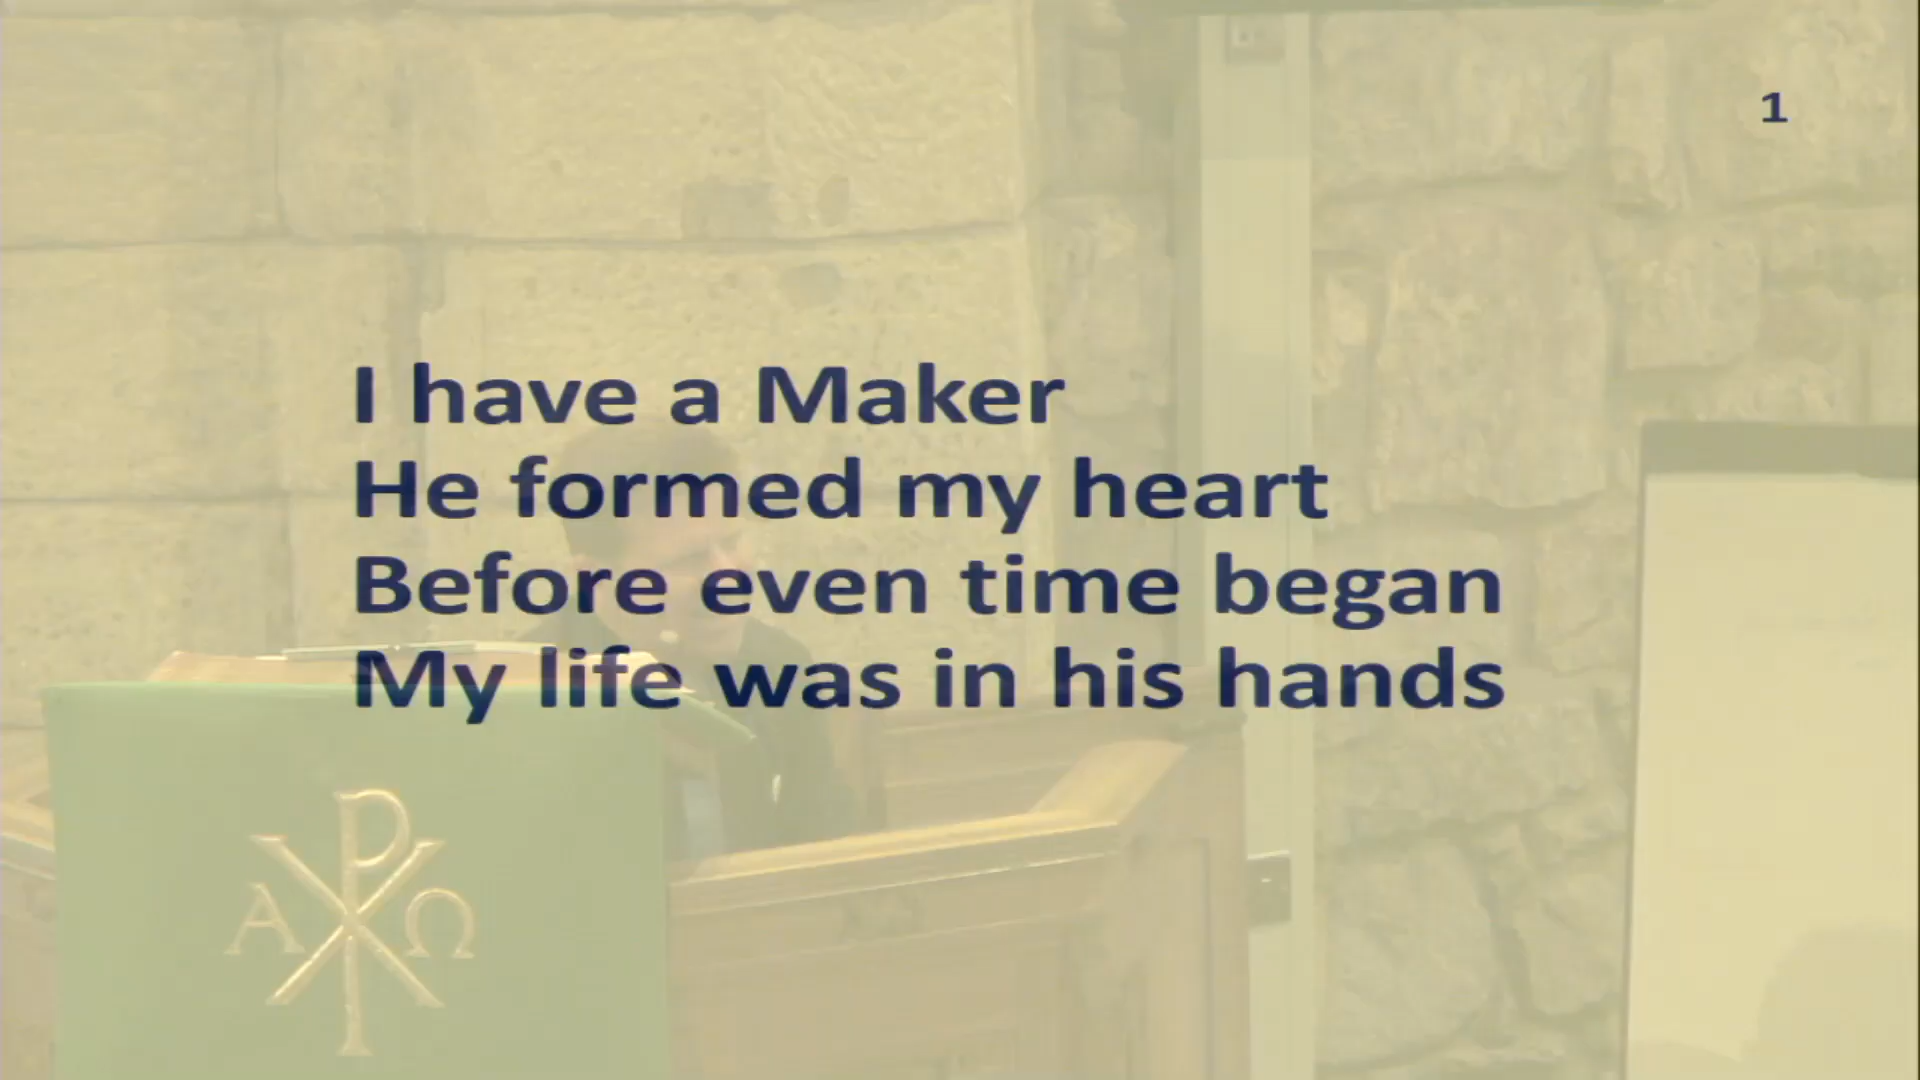 1
I have a Maker
He formed my heart
Before even time began
My life was in his hands
Α Ω